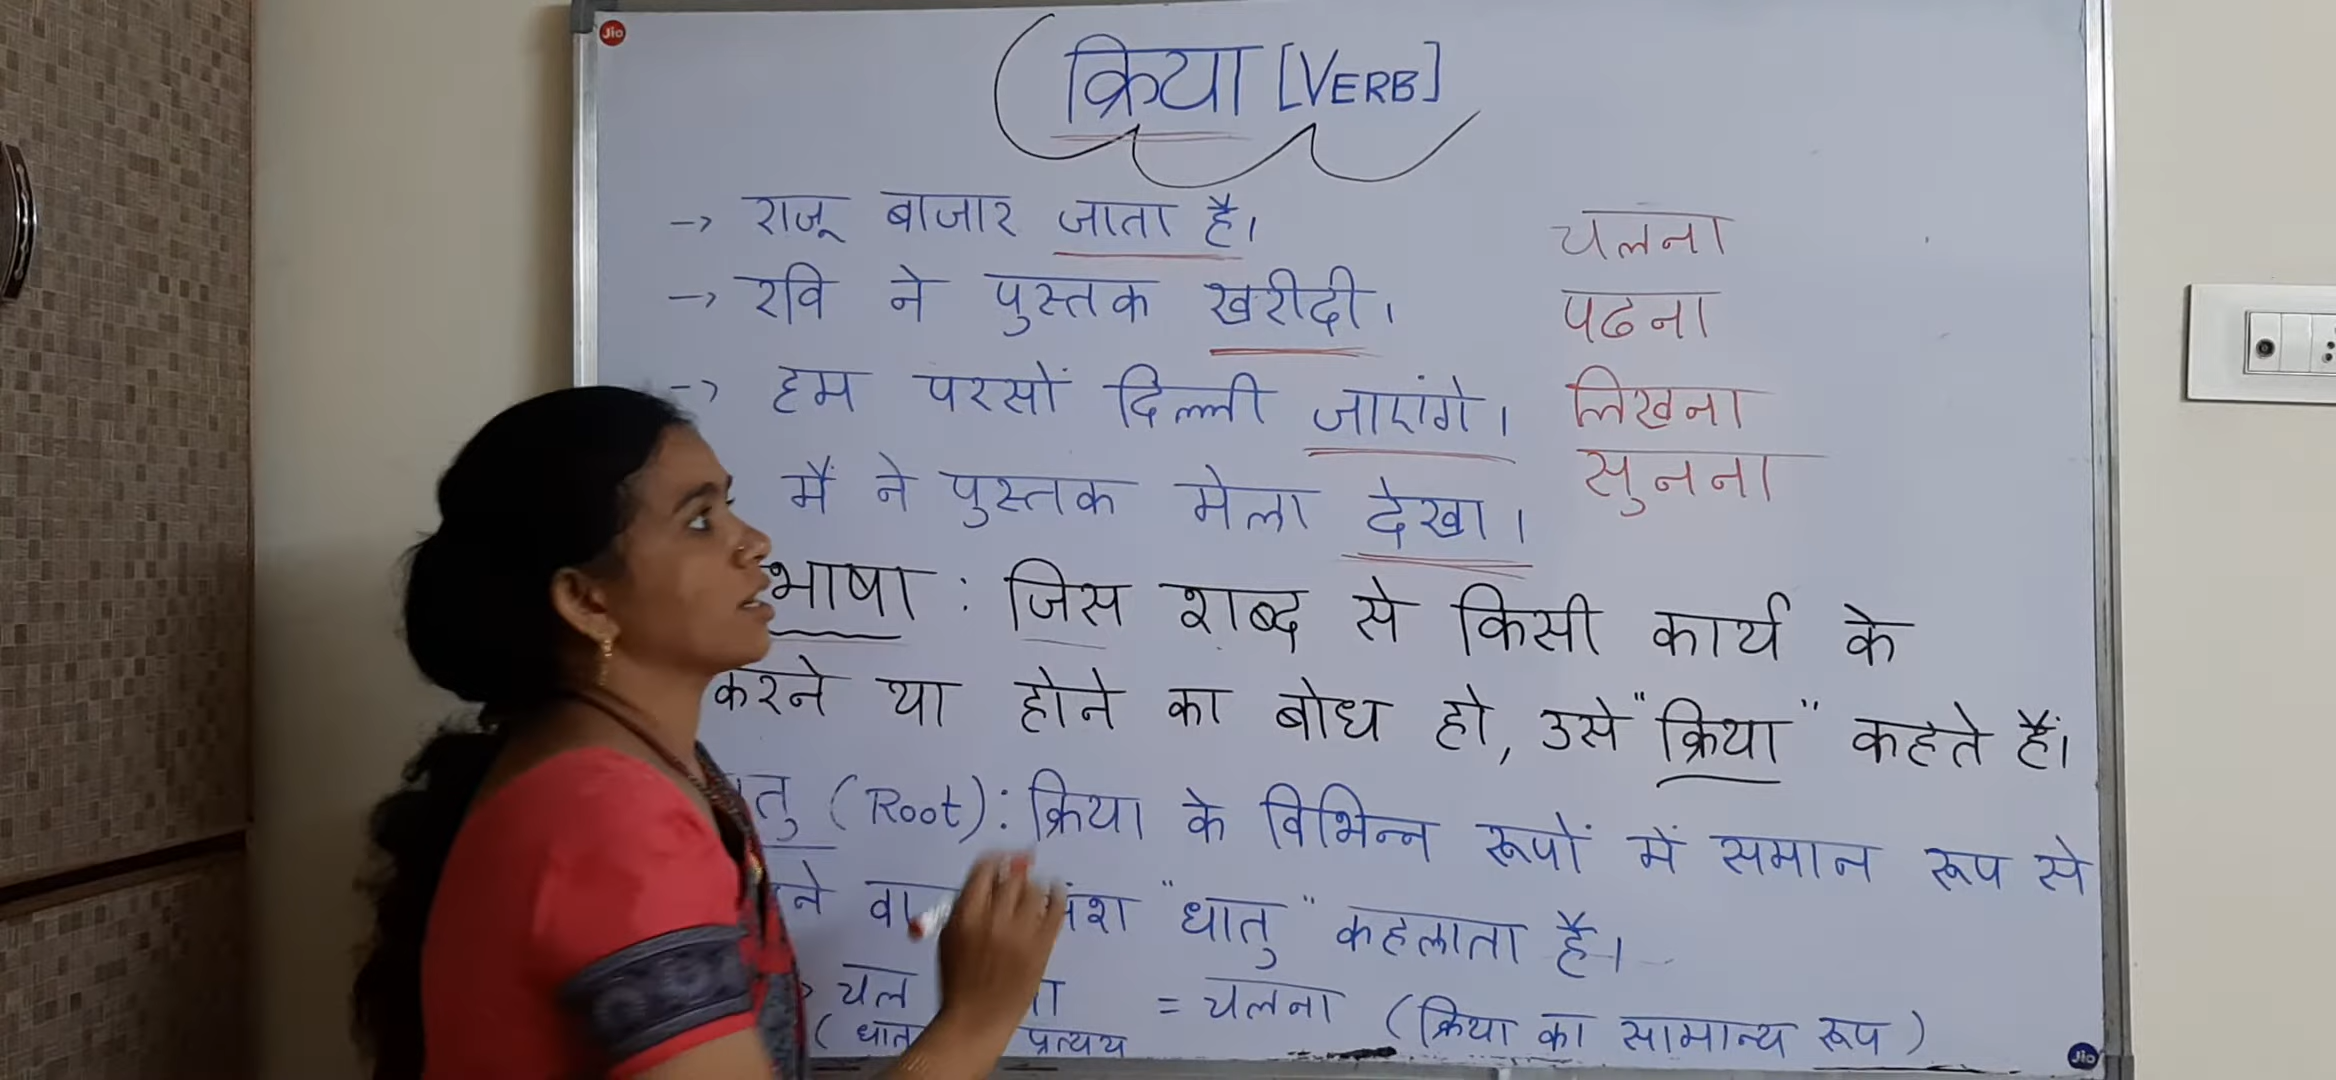 Jio
क्रिया [VERB]
→ राजू बाजार जाता है।
चलना
→ रवि ने पुस्तक खरीदी।
पढना
→ हम परसों दिल्ली जाएंगे।
लिखना
मैं ने पुस्तक मेला देखा।
सुनना
भाषा : जिस शब्द से किसी कार्य के
करने या होने का बोध हो, उसे "क्रिया" कहते हैं।
(Root): क्रिया के विभिन्न रूपों में समान रूप से
"धातु" कहलाता है।
चल = चलना (क्रिया का सामान्य रूप)
प्रत्यय
Jio